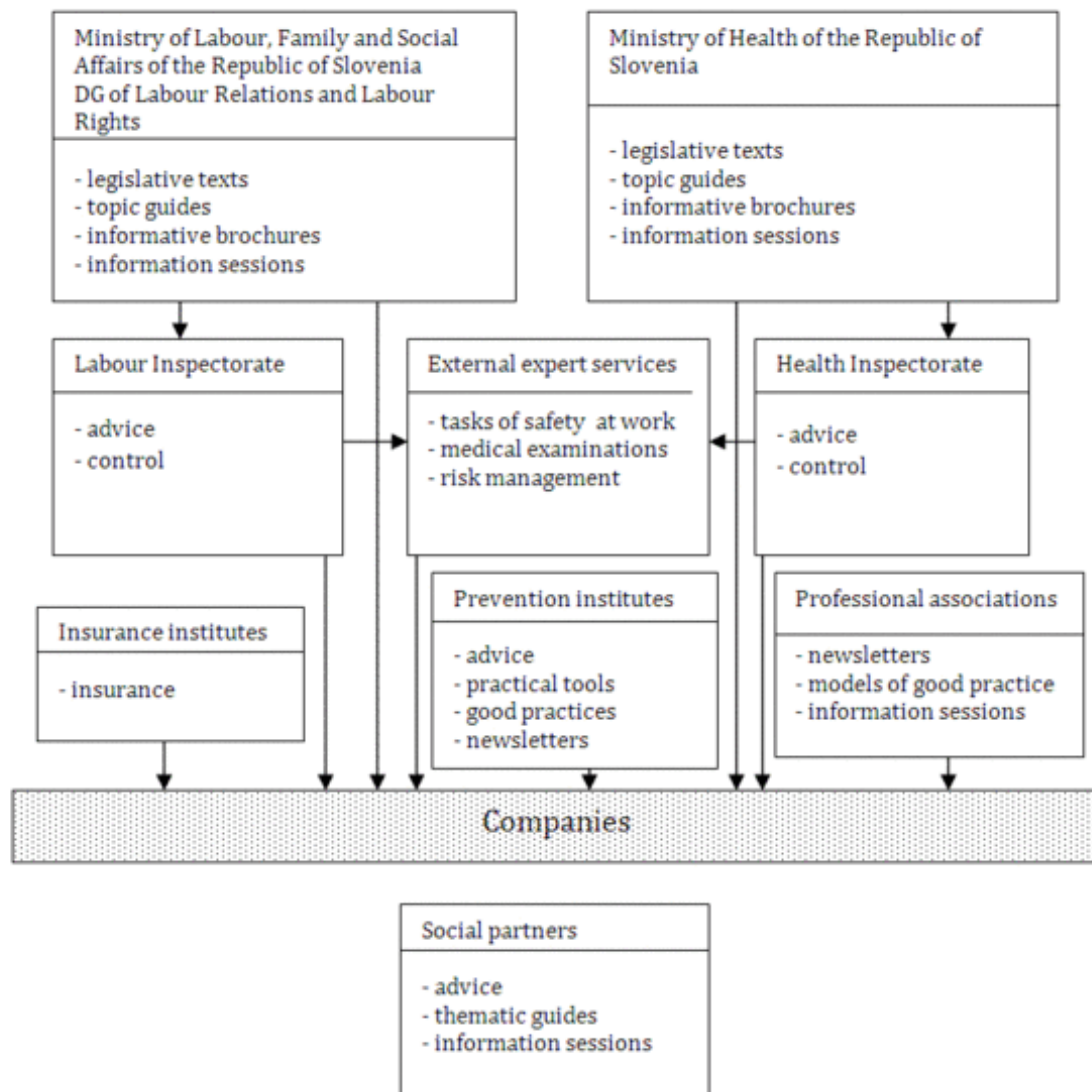 Ministry of Labour, Family and Social
Affairs of the Republic of Slovenia
DG of Labour Relations and Labour
Rights
- legislative texts
- topic guides
- informative brochures
- information sessions
Ministry of Health of the Republic of
Slovenia
- legislative texts
- topic guides
- informative brochures
- information sessions
Labour Inspectorate
- advice
- control
External expert services
- tasks of safety at work
- medical examinations
- risk management
Health Inspectorate
- advice
- control
Insurance institutes
- insurance
Prevention institutes
- advice
- practical tools
- good practices
- newsletters
Professional associations
- newsletters
- models of good practice
- information sessions
Companies
Social partners
- advice
- thematic guides
- information sessions